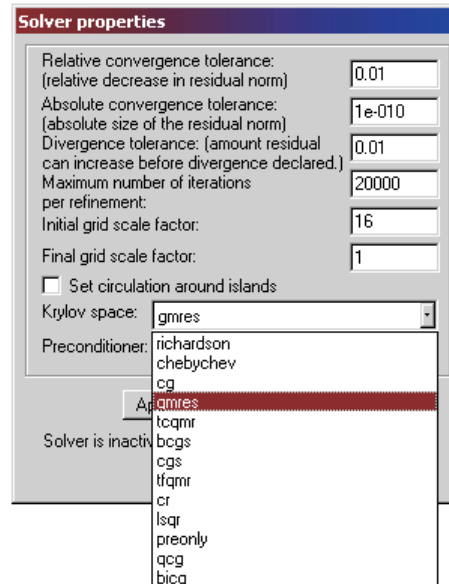 Solver properties
Relative convergence tolerance:
(relative decrease in residual norm)
0.01
Absolute convergence tolerance:
(absolute size of the residual norm)
1e-010
Divergence tolerance: (amount residual
can increase before divergence declared.)
0.01
Maximum number of iterations
per refinement:
20000
Initial grid scale factor:
16
Final grid scale factor:
1
Set circulation around islands
Krylov space:
gmres
Preconditioner:
richardson
chebychev
cg
gmres
tcqmr
bcgs
cgs
tfqmr
cr
lsqr
preonly
qcg
bicg
Solver is